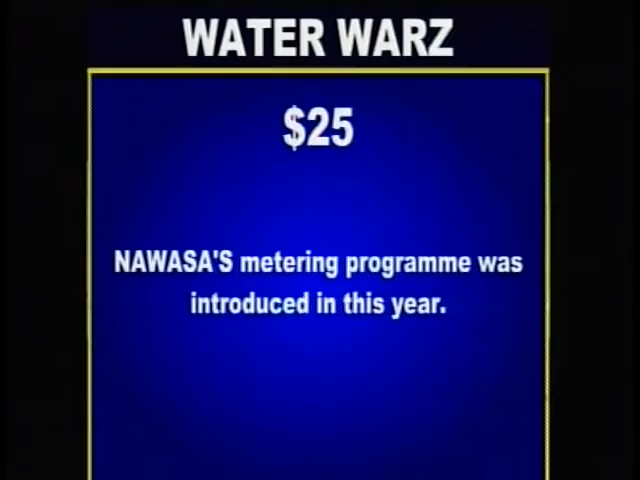 WATER WARZ
$25
NAWASA'S metering programme was
introduced in this year.